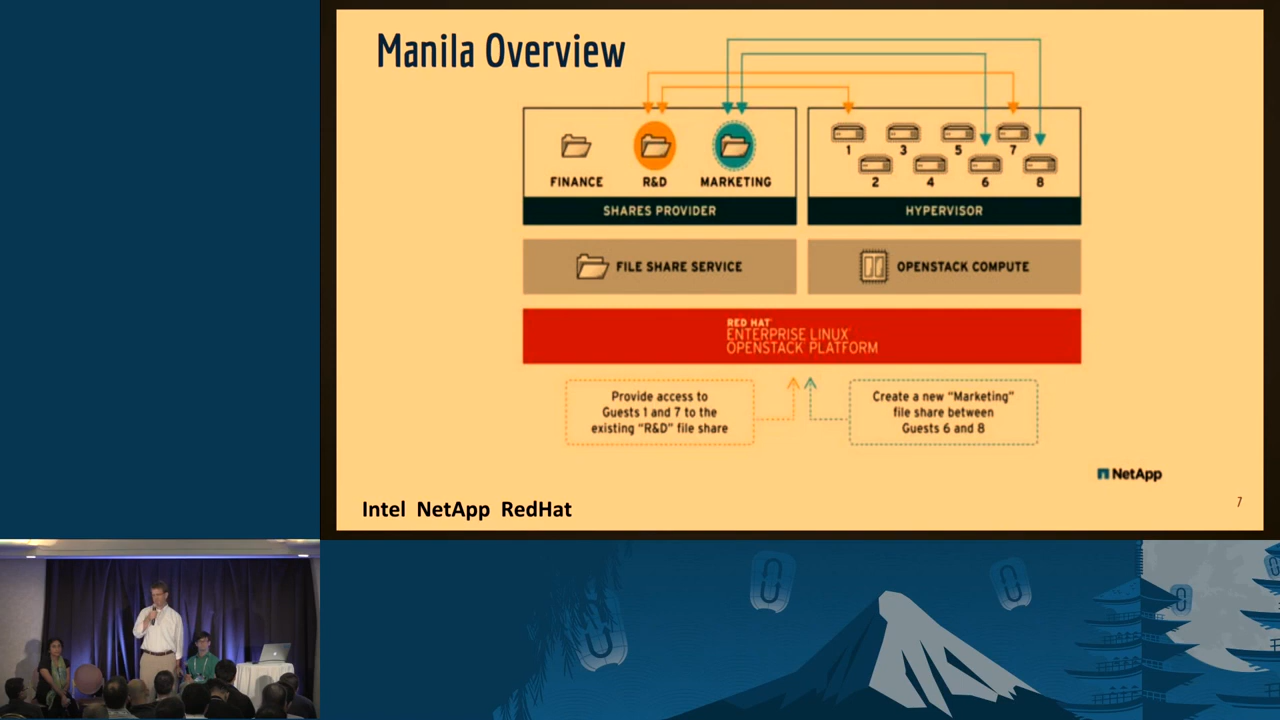 Manila Overview
FINANCE
R&D
MARKETING
SHARES PROVIDER
1
3
5
7
2
4
6
8
HYPERVISOR
FILE SHARE SERVICE
OPENSTACK COMPUTE
RED HAT
ENTERPRISE LINUX
OPENSTACK PLATFORM
Provide access to
Guests 1 and 7 to the
existing "R&D" file share
Create a new "Marketing"
file share between
Guests 6 and 8
NetApp
Intel NetApp RedHat
7